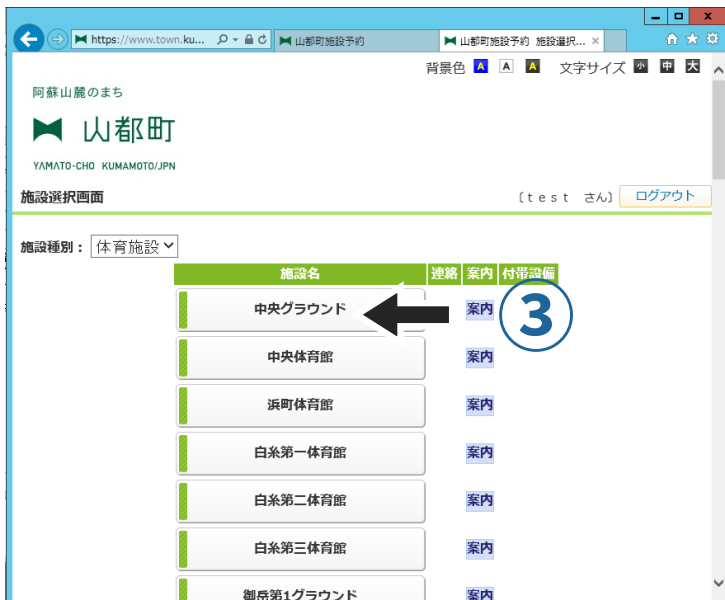 https://www.town.ku...
山都町施設予約
山都町施設予約 施設選択... ×
背景色 A A A 文字サイズ 小 中 大
阿蘇山麓のまち
山都町
YAMATO-CHO KUMAMOTO/JPN
施設選択画面
〔test さん〕 ログアウト
施設種別： 体育施設
施設名 連絡 案内 付帯設備
中央グラウンド 案内 3
中央体育館 案内
浜町体育館 案内
白糸第一体育館 案内
白糸第二体育館 案内
白糸第三体育館 案内
御岳第1グラウンド 案内